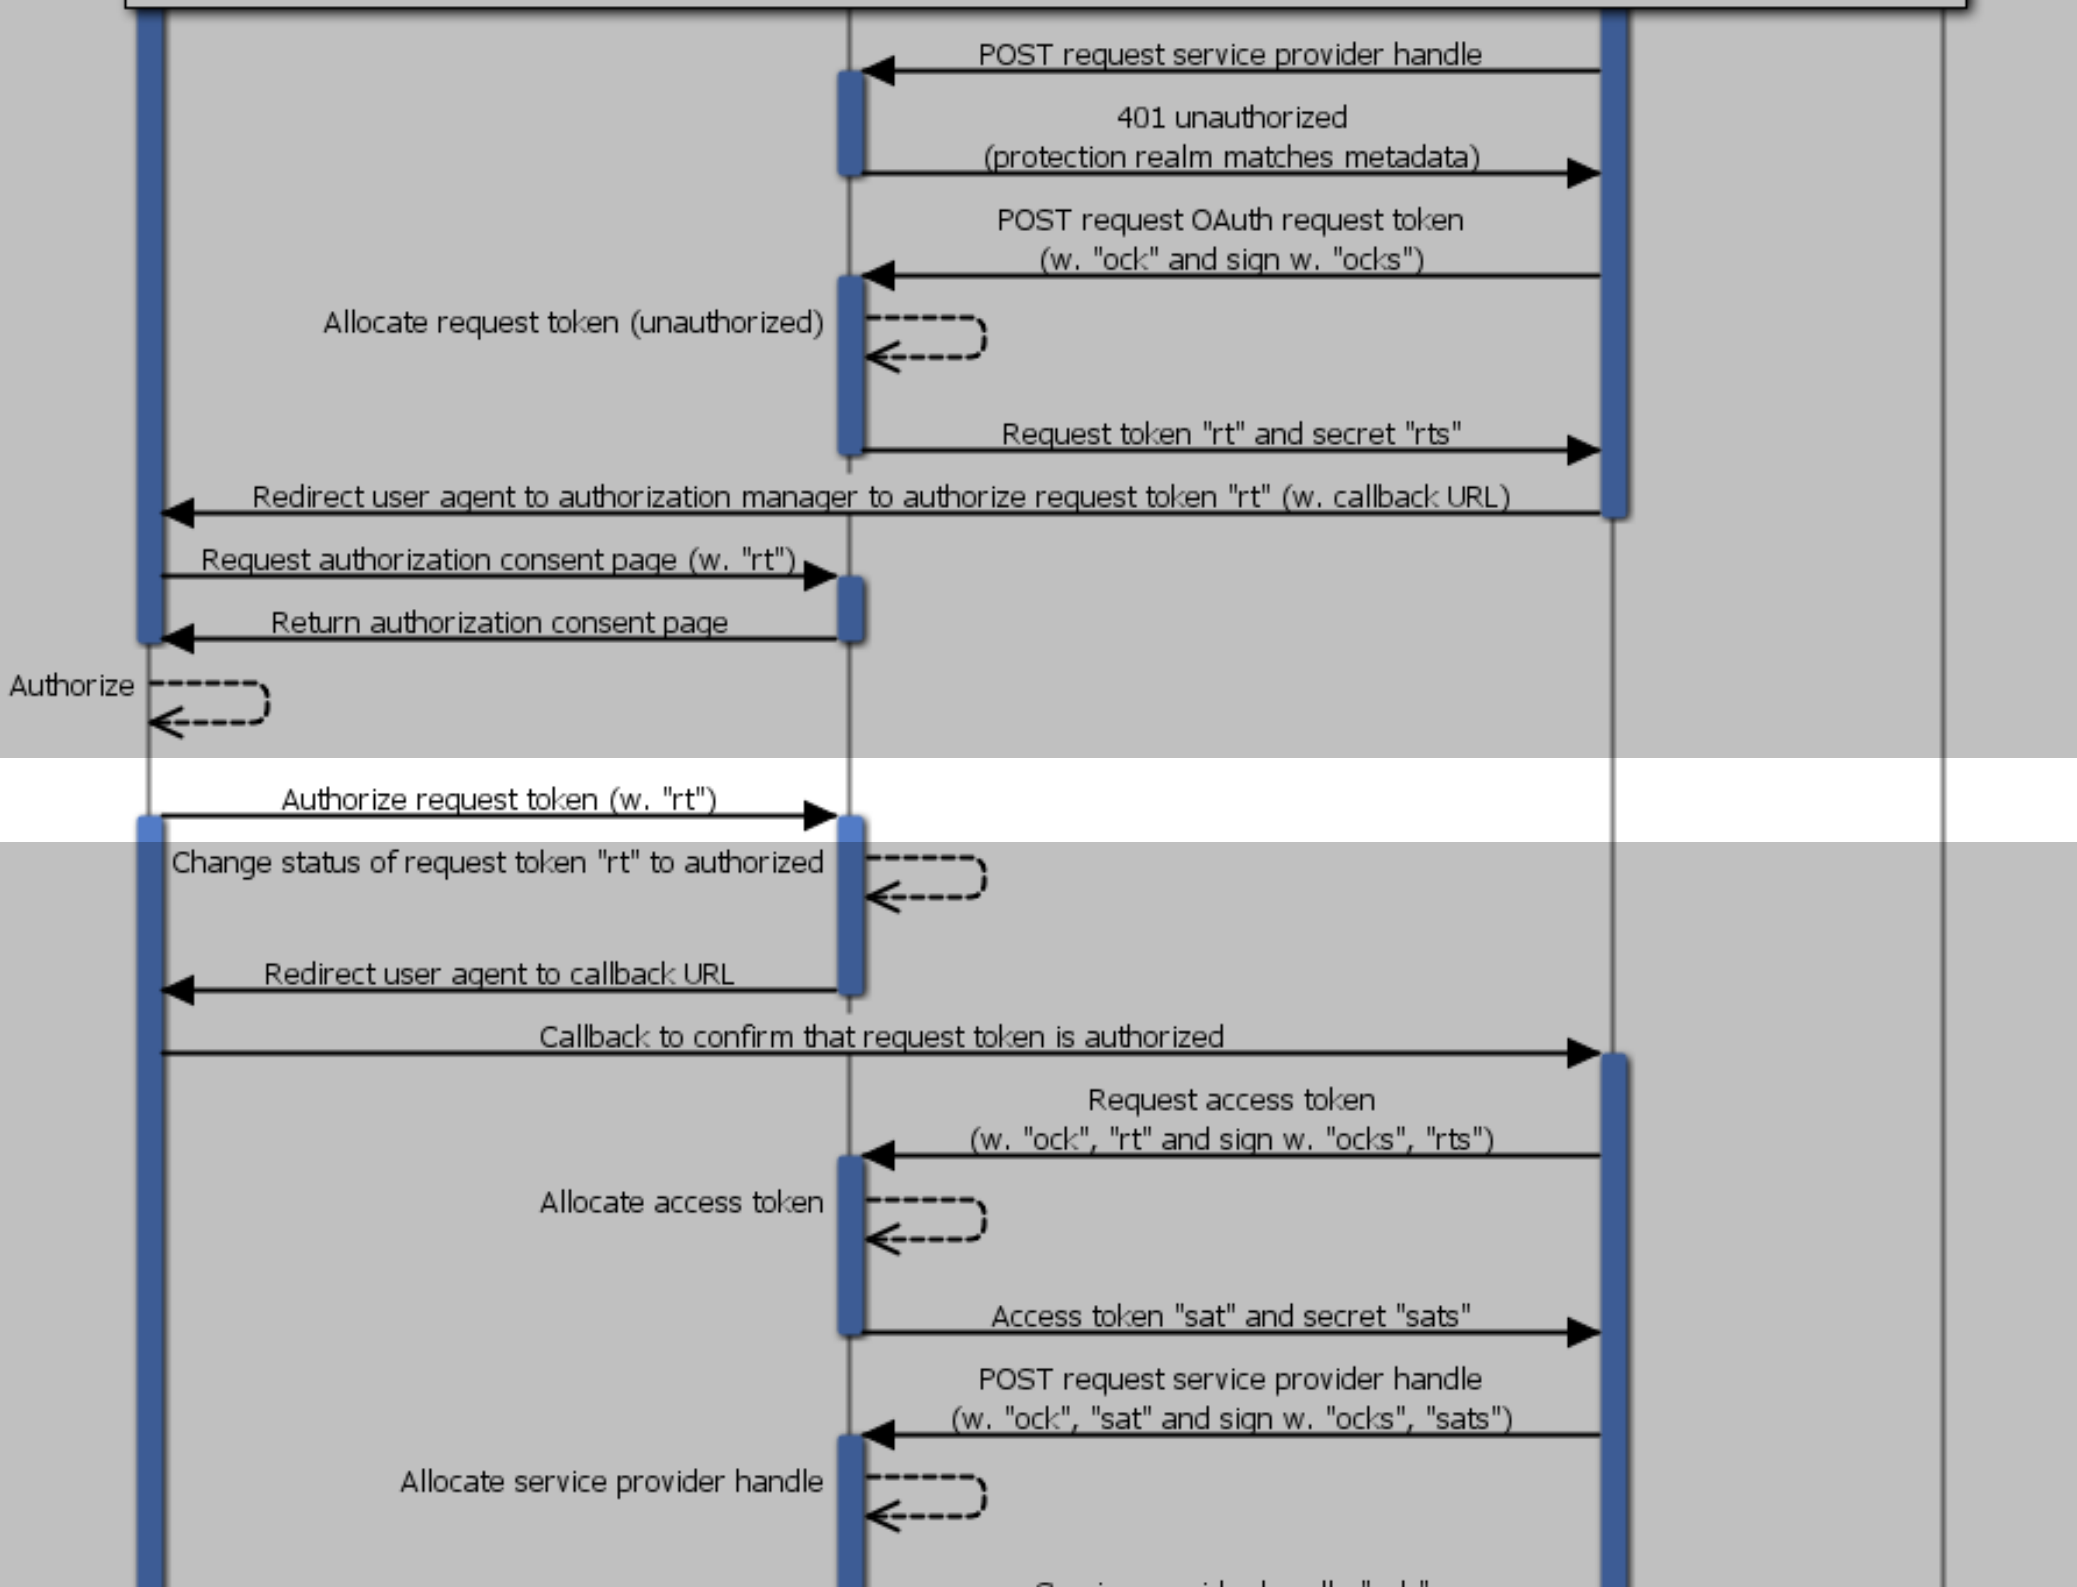 POST request service provider handle
401 unauthorized
(protection realm matches metadata)
POST request OAuth request token
(w. "ock" and sign w. "ocks")
Allocate request token (unauthorized)
Request token "rt" and secret "rts"
Redirect user agent to authorization manager to authorize request token "rt" (w. callback URL)
Request authorization consent page (w. "rt")
Return authorization consent page
Authorize
Authorize request token (w. "rt")
Change status of request token "rt" to authorized
Redirect user agent to callback URL
Callback to confirm that request token is authorized
Request access token
(w. "ock", "rt" and sign w. "ocks", "rts")
Allocate access token
Access token "sat" and secret "sats"
POST request service provider handle
(w. "ock", "sat" and sign w. "ocks", "sats")
Allocate service provider handle